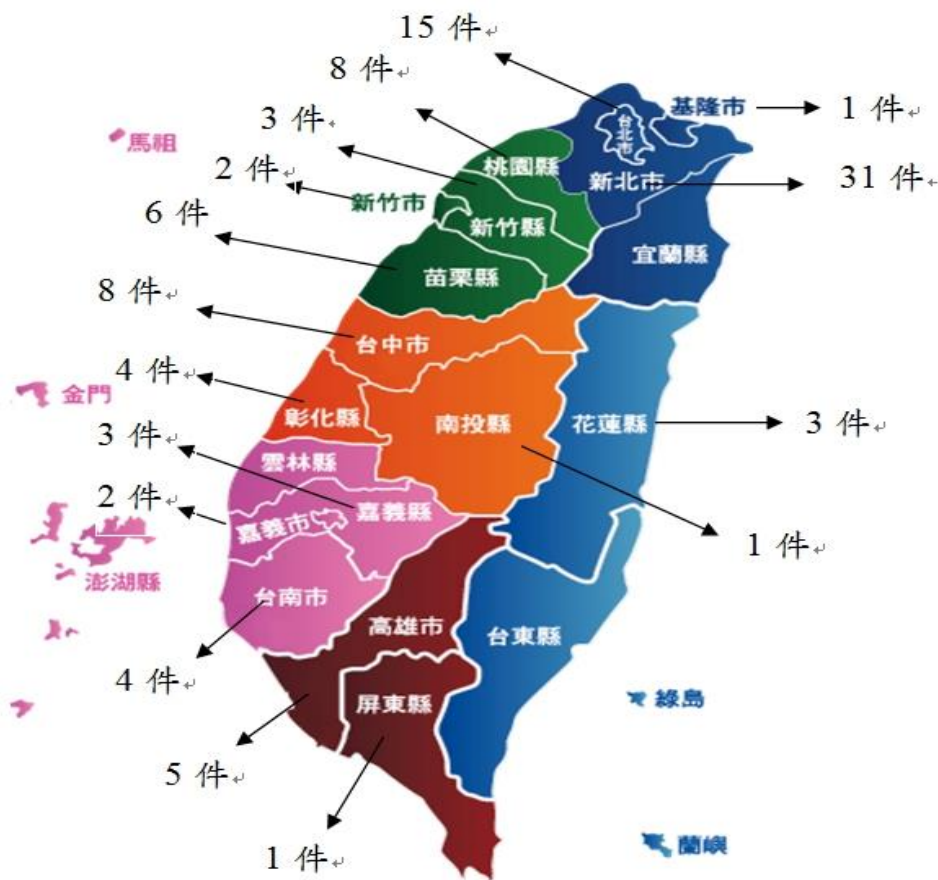 15 件
8 件
基隆市
1 件
3 件
台北市
馬祖
桃園縣
2 件
新北市
31 件
新竹市
6 件
新竹縣
宜蘭縣
苗栗縣
8 件
台中市
4 件
金門
彰化縣
南投縣
花蓮縣
3 件
3 件
雲林縣
2 件
嘉義市
嘉義縣
1 件
澎湖縣
台南市
高雄市
台東縣
4 件
屏東縣
綠島
5 件
1 件
蘭嶼